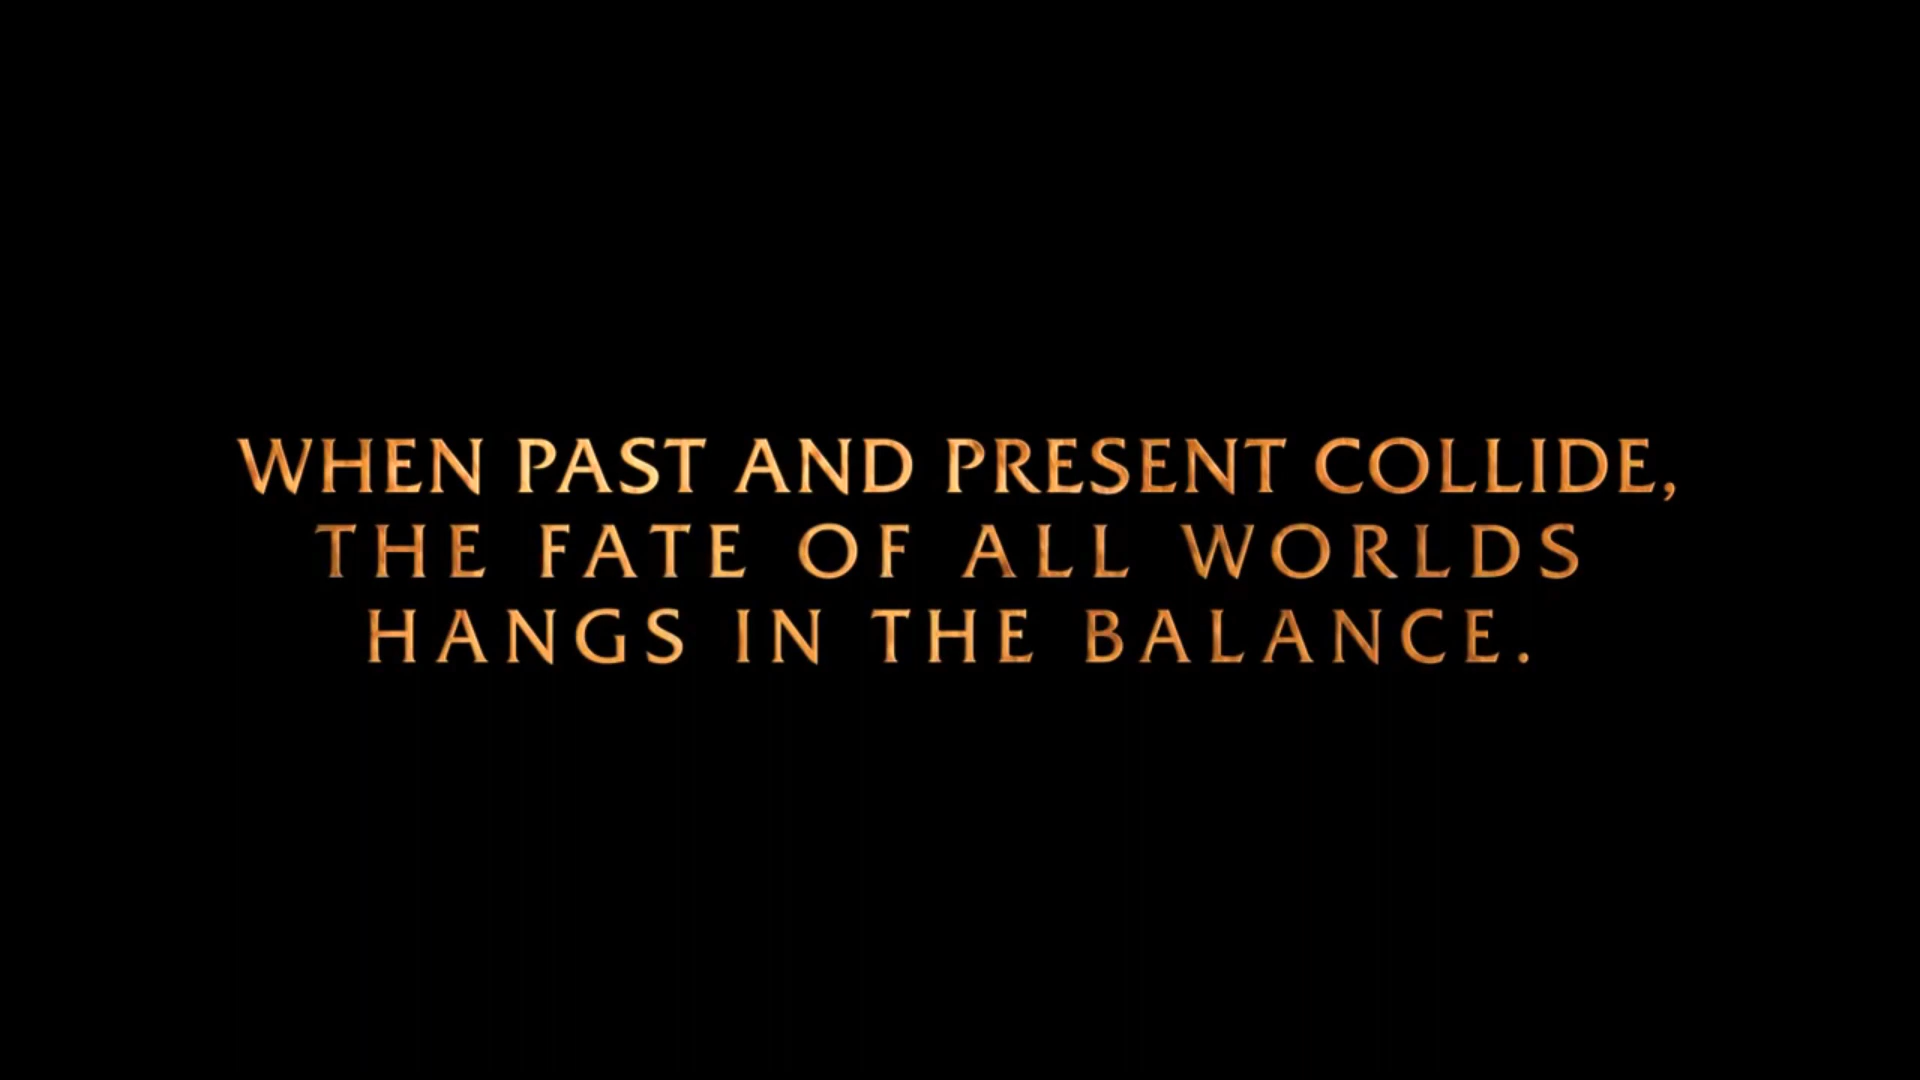 WHEN PAST AND PRESENT COLLIDE,
THE FATE OF ALL WORLDS
HANGS IN THE BALANCE.